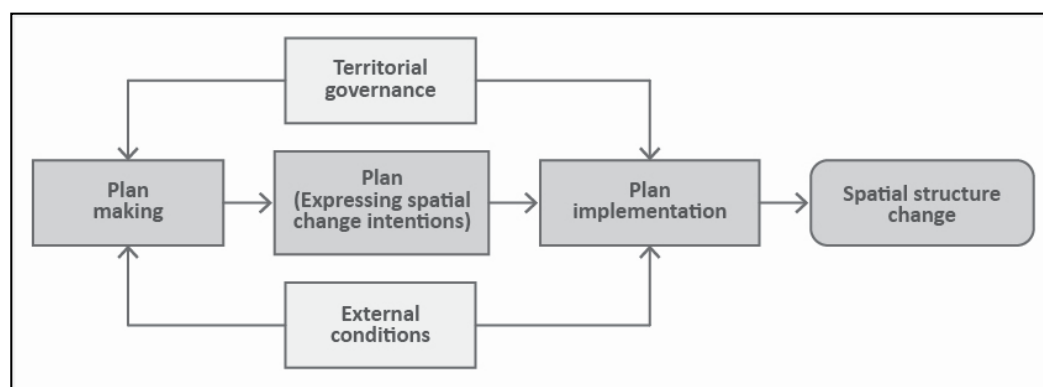 Territorial
governance
Plan
making
Plan
(Expressing spatial
change intentions)
Plan
implementation
Spatial structure
change
External
conditions